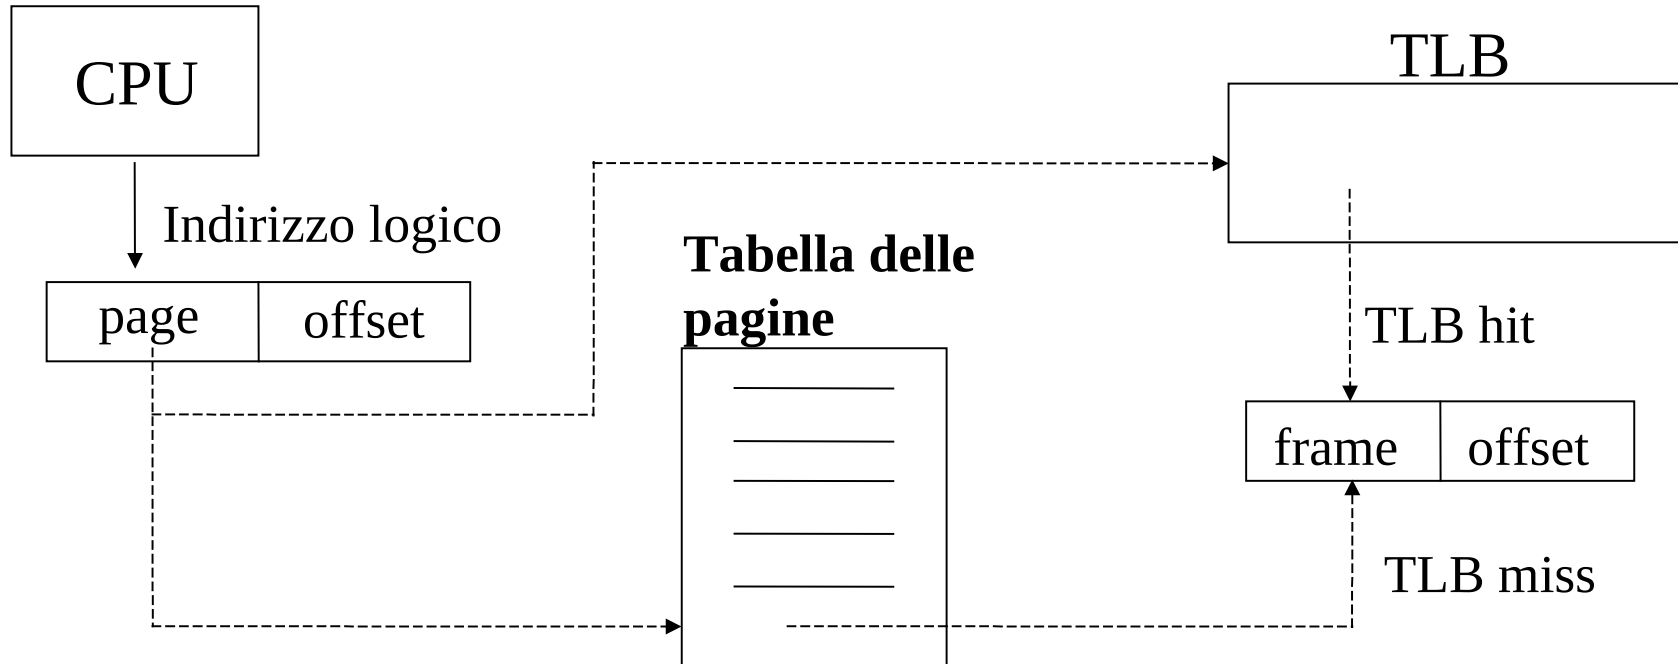 CPU
TLB
Indirizzo logico
Tabella delle
pagine
page
offset
TLB hit
frame
offset
TLB miss